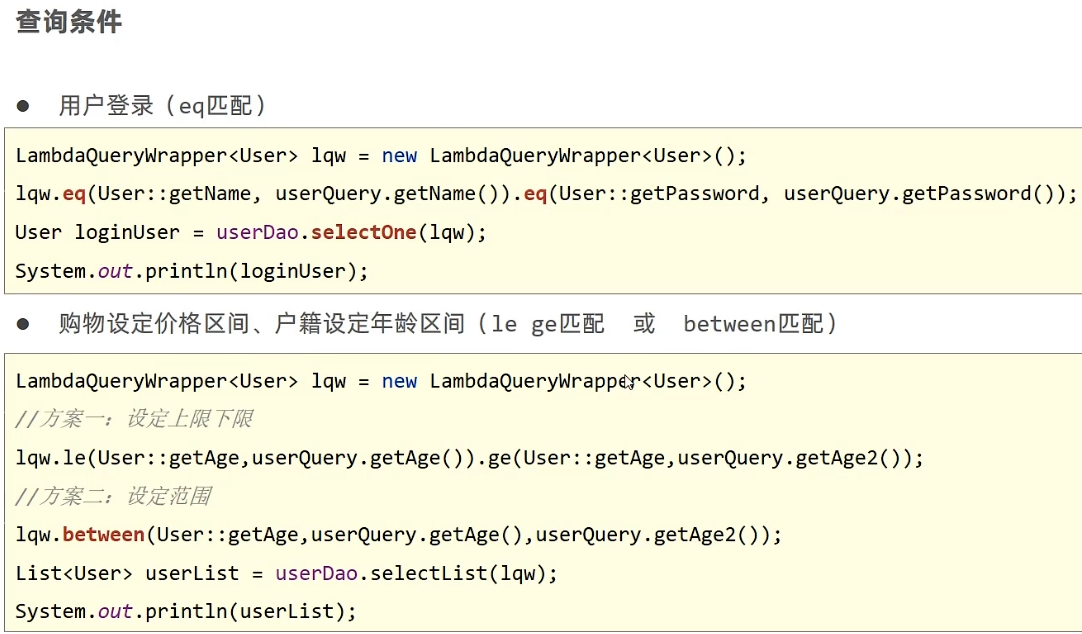 查询条件
● 用户登录（eq匹配）
LambdaQueryWrapper<User> lqw = new LambdaQueryWrapper<User>();
lqw.eq(User::getName, userQuery.getName()).eq(User::getPassword, userQuery.getPassword());
User loginUser = userDao.selectOne(lqw);
System.out.println(loginUser);
● 购物设定价格区间、户籍设定年龄区间（le ge匹配 或 between匹配）
LambdaQueryWrapper<User> lqw = new LambdaQueryWrapper<User>();
//方案一：设定上限下限
lqw.le(User::getAge,userQuery.getAge()).ge(User::getAge,userQuery.getAge2());
//方案二：设定范围
lqw.between(User::getAge,userQuery.getAge(),userQuery.getAge2());
List<User> userList = userDao.selectList(lqw);
System.out.println(userList);